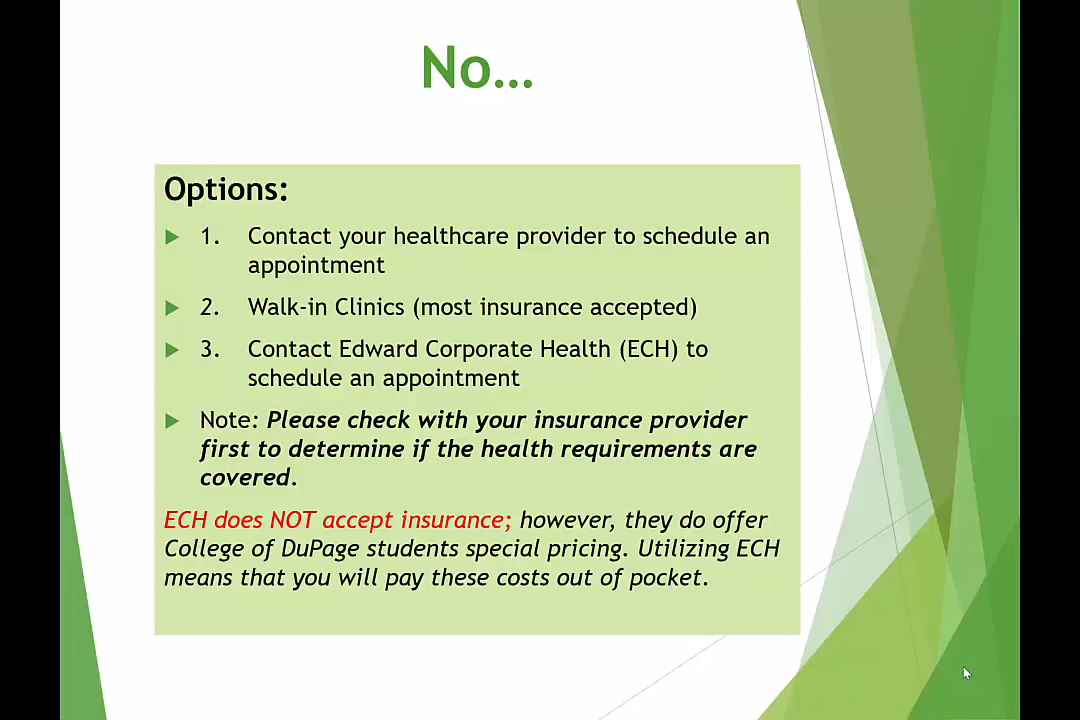 No...
Options:
1. Contact your healthcare provider to schedule an
appointment
2. Walk-in Clinics (most insurance accepted)
3. Contact Edward Corporate Health (ECH) to
schedule an appointment
Note: Please check with your insurance provider
first to determine if the health requirements are
covered.
ECH does NOT accept insurance; however, they do offer
College of DuPage students special pricing. Utilizing ECH
means that you will pay these costs out of pocket.